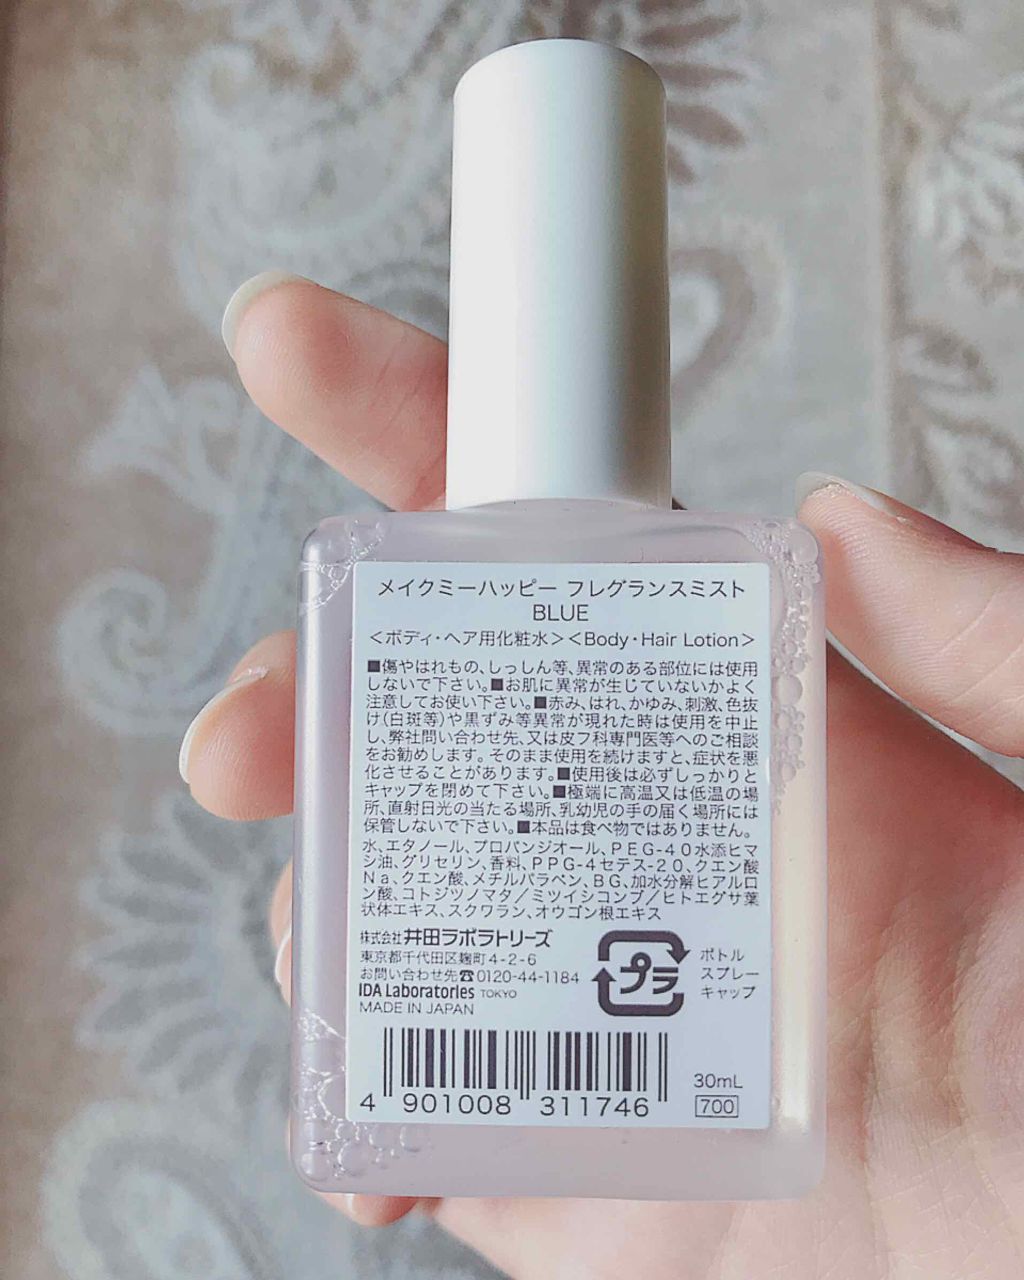 メイクミーハッピー フレグランスミスト
BLUE
<ボディ・ヘア用化粧水><Body・Hair Lotion>
■傷やはれもの、しっしん等、異常のある部位には使用
しないで下さい。■お肌に異常が生じていないかよく
注意してお使い下さい。■赤み、はれ、かゆみ、刺激、色抜
け(白斑等)や黒ずみ等異常が現れた時は使用を中止
し、弊社問い合わせ先、又は皮フ科専門医等へのご相談
をお勧めします。そのまま使用を続けますと、症状を悪
化させることがあります。■使用後は必ずしっかりと
キャップを閉めて下さい。■極端に高温又は低温の場
所、直射日光の当たる場所、乳幼児の手の届く場所には
保管しないで下さい。■本品は食べ物ではありません。
水、エタノール、プロパンジオール、PEG-40水添ヒマ
シ油、グリセリン、香料、PPG-4セテス-20、クエン酸
Na、クエン酸、メチルパラベン、BG、加水分解ヒアルロ
ン酸、コトジツノマタ/ミツイシコンブ/ヒトエグサ葉
状体エキス、スクワラン、オウゴン根エキス
株式会社井田ラボラトリーズ
東京都千代田区麹町4-2-6
お問い合わせ先☎0120-44-1184
IDA Laboratories TOKYO
MADE IN JAPAN
プラ
ボトル
スプレー
キャップ
30mL
700
4 901008 311746